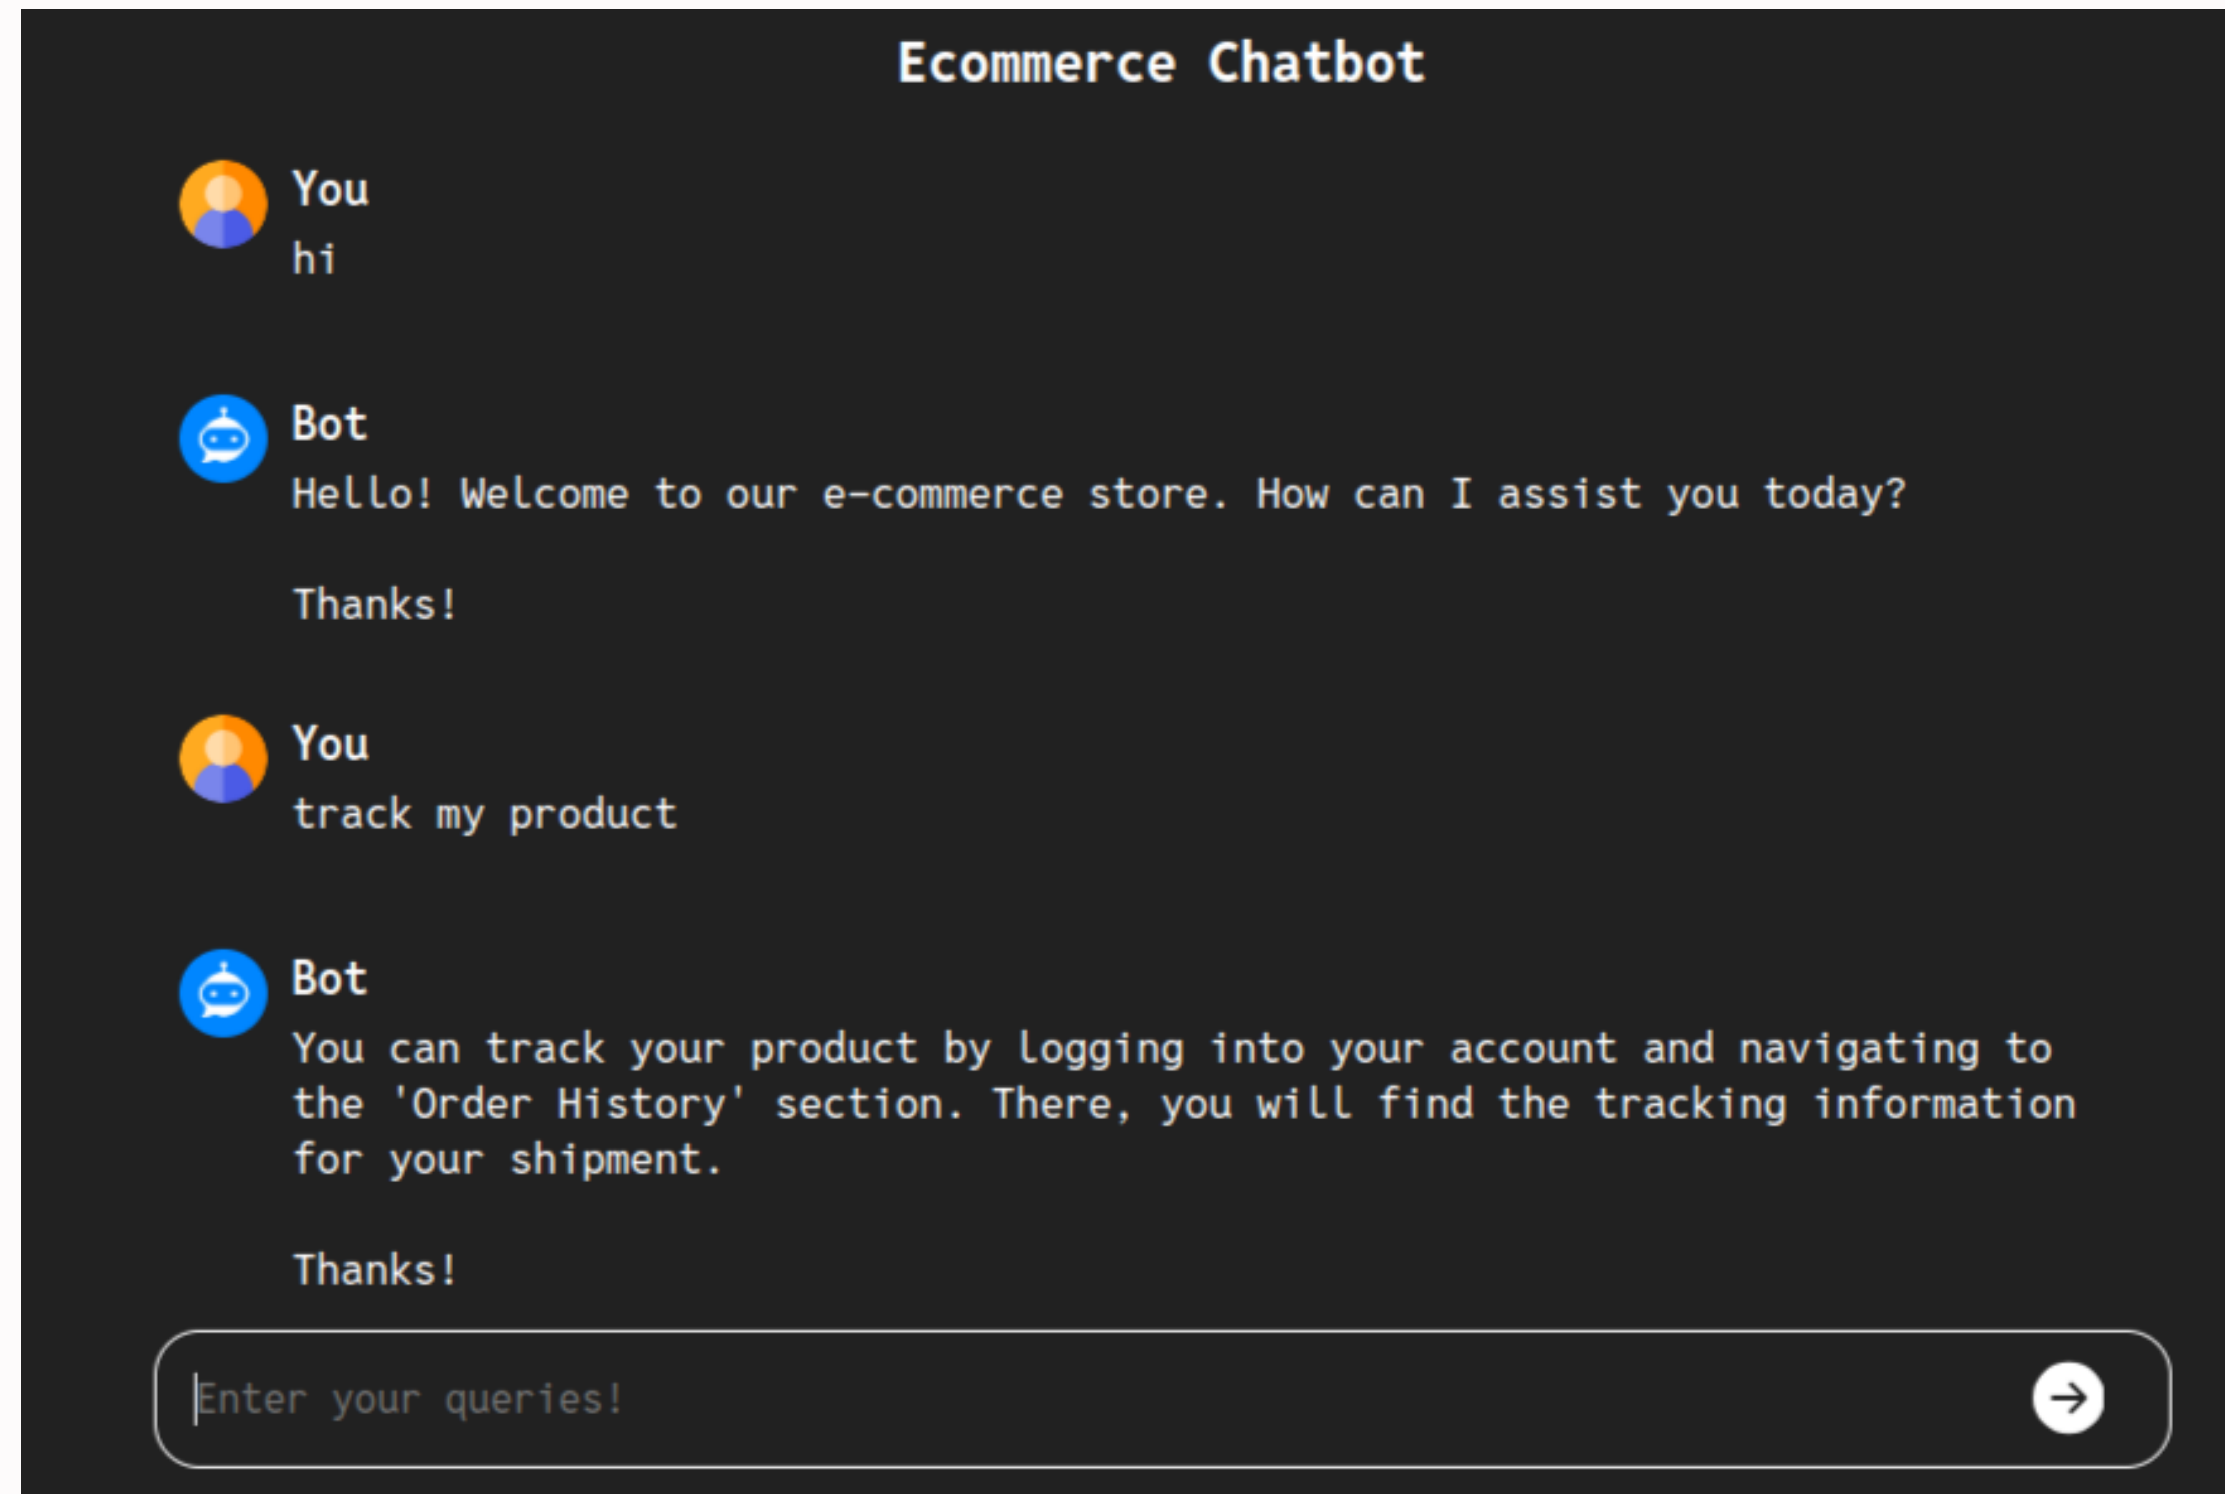 Ecommerce Chatbot
You
hi
Bot
Hello! Welcome to our e-commerce store. How can I assist you today?
Thanks!
You
track my product
Bot
You can track your product by logging into your account and navigating to
the 'Order History' section. There, you will find the tracking information
for your shipment.
Thanks!
Enter your queries!